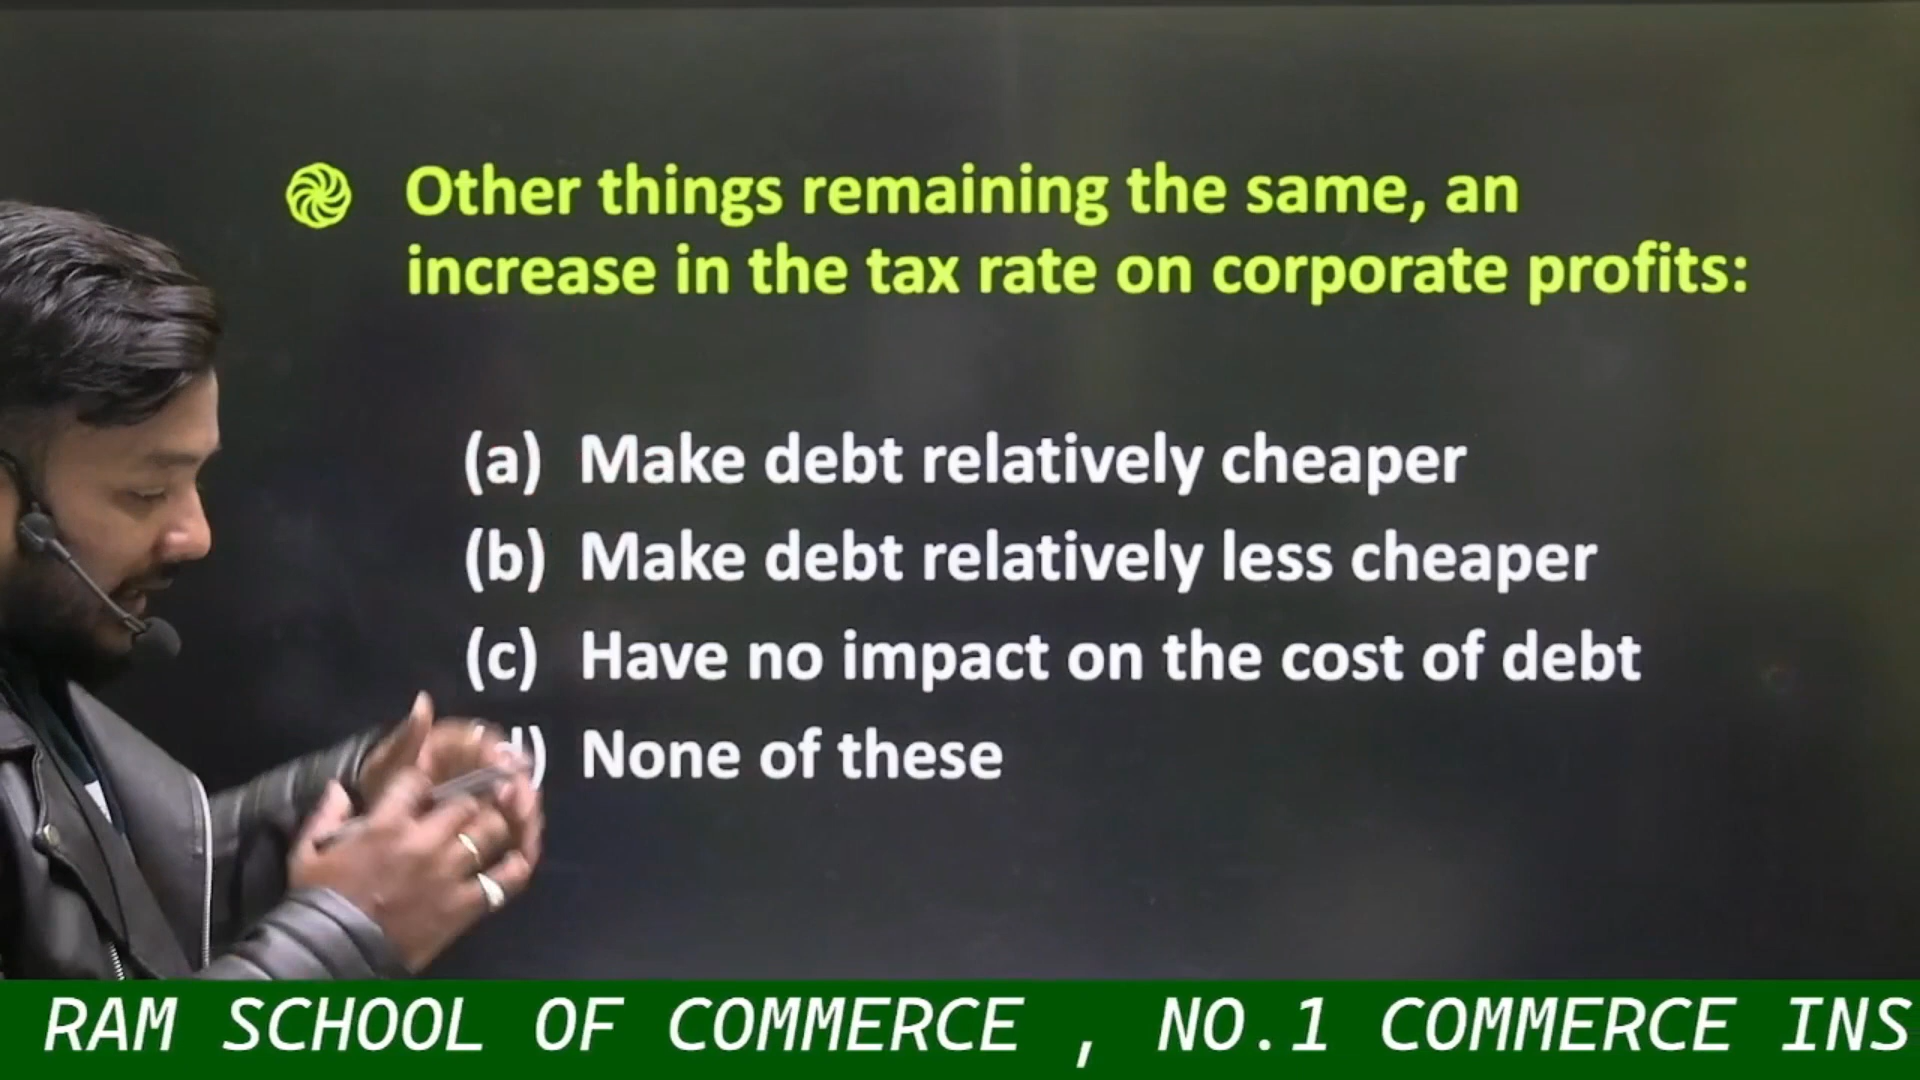 Other things remaining the same, an
increase in the tax rate on corporate profits:
(a) Make debt relatively cheaper
(b) Make debt relatively less cheaper
(c) Have no impact on the cost of debt
(d) None of these
RAM SCHOOL OF COMMERCE , NO.1 COMMERCE INS